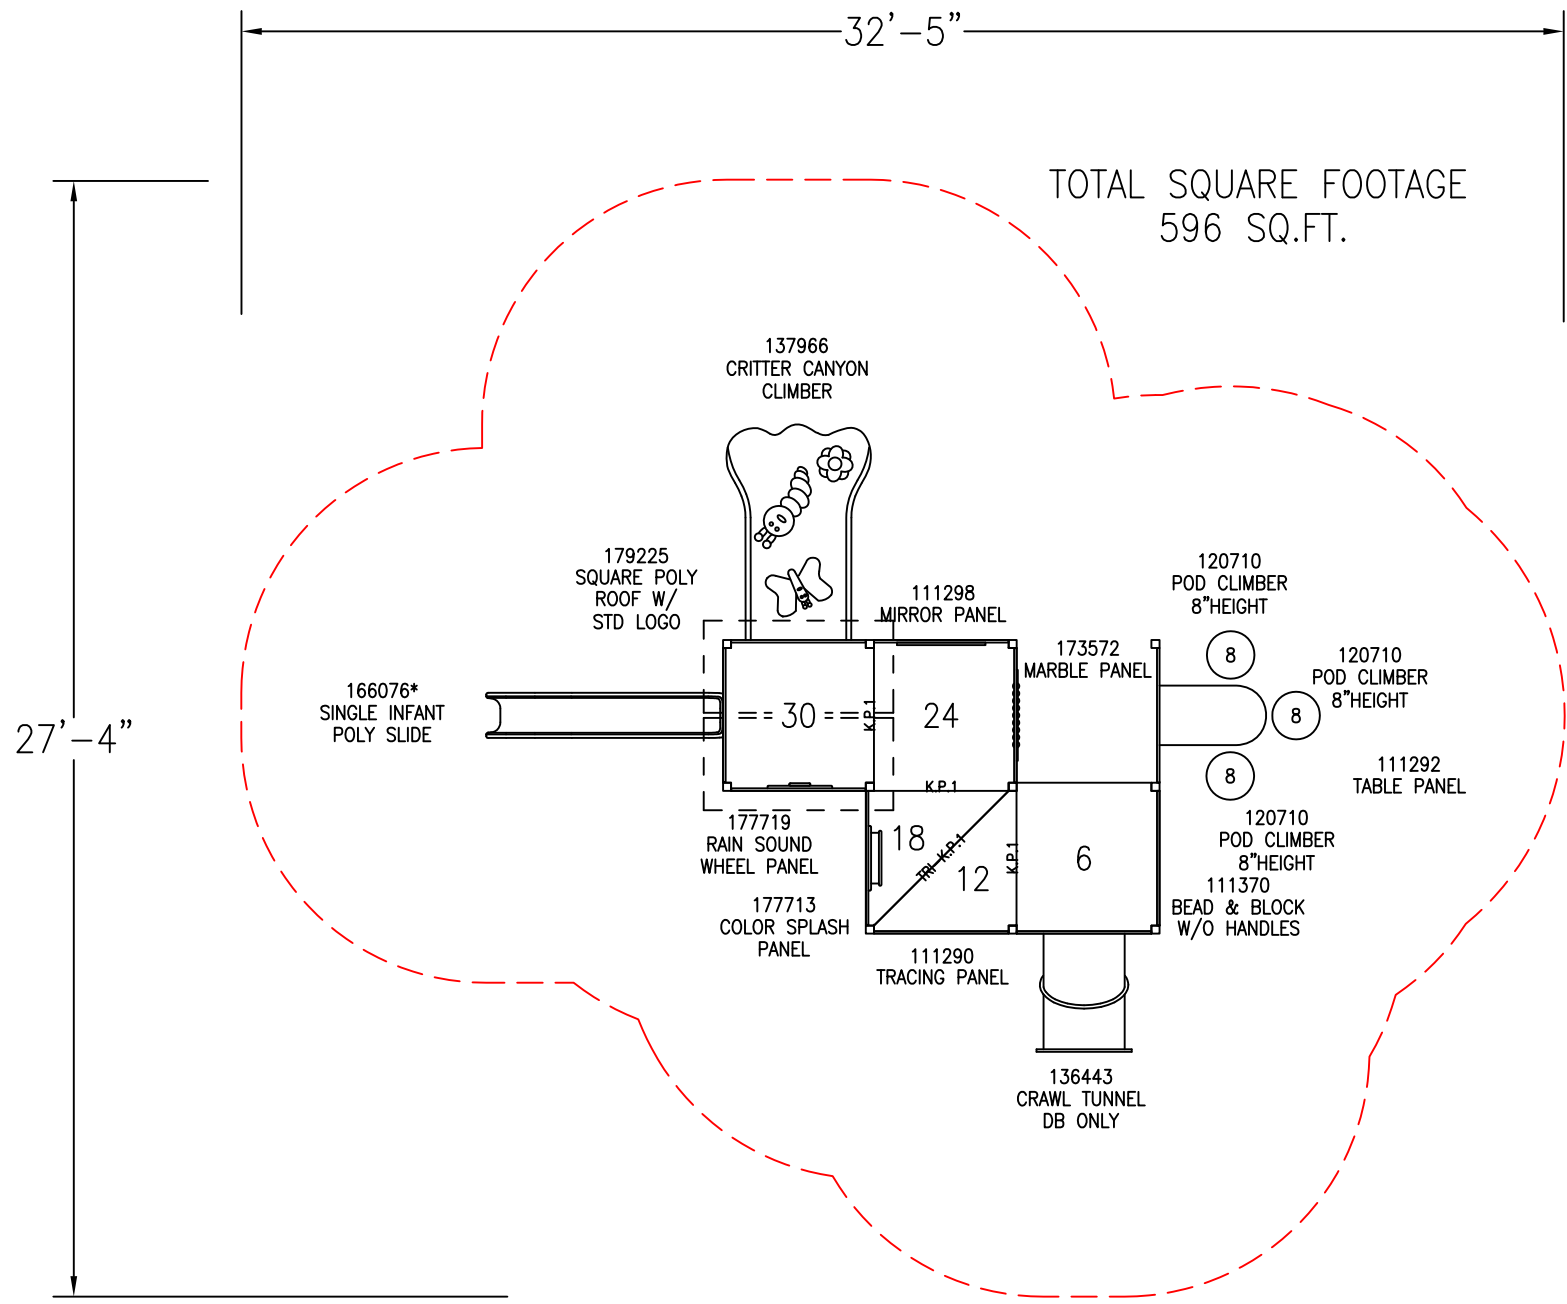 32'-5"
TOTAL SQUARE FOOTAGE
596 SQ.FT.
27'-4"
137966
CRITTER CANYON
CLIMBER
179225
SQUARE POLY
ROOF W/
STD LOGO
111298
MIRROR PANEL
120710
POD CLIMBER
8"HEIGHT
173572
MARBLE PANEL
8
120710
POD CLIMBER
8"HEIGHT
166076*
SINGLE INFANT
POLY SLIDE
30
K.P.1
24
8
8
111292
TABLE PANEL
K.P.1
177719
RAIN SOUND
WHEEL PANEL
18
TRI K.P.1
12
K.P.1
6
120710
POD CLIMBER
8"HEIGHT
111370
BEAD & BLOCK
W/O HANDLES
177713
COLOR SPLASH
PANEL
111290
TRACING PANEL
136443
CRAWL TUNNEL
DB ONLY